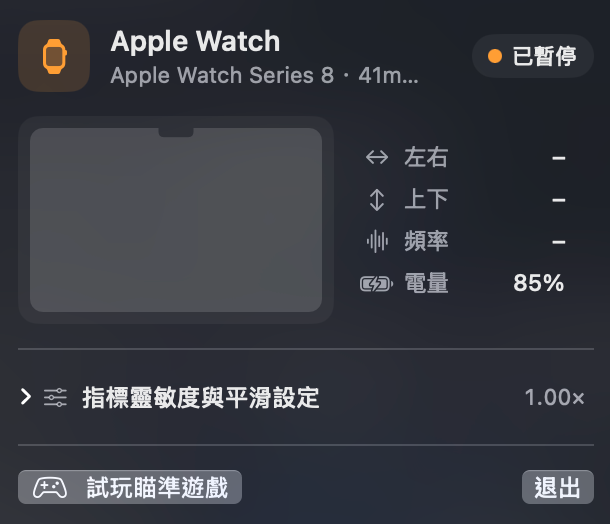 Apple Watch
Apple Watch Series 8 · 41m...
已暫停
左右 –
上下 –
頻率 –
電量 85%
指標靈敏度與平滑設定 1.00×
試玩瞄準遊戲
退出